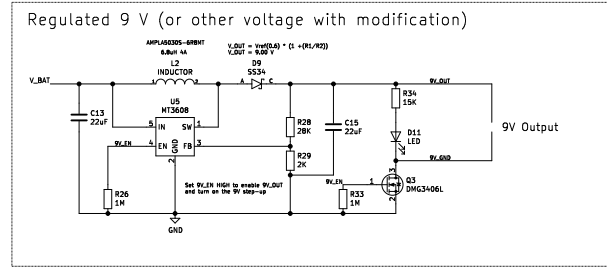 Regulated 9 V (or other voltage with modification)
AMPLA5030S-6R8MT
6.8uH 4A
L2
INDUCTOR
1
2
V_OUT = Vref(0.6) * (1 +(R1/R2))
V_OUT = 9.00 V
D9
SS34
A
C
V_BAT
9V_OUT
C13
22uF
U5
MT3608
5 IN
SW 1
9V_EN
4 EN
FB 3
GND
2
R28
28K
R29
2K
C15
22uF
R34
15K
D11
LED
9V Output
9V_GND
R26
1M
Set 9V_EN HIGH to enable 9V_OUT
and turn on the 9V step-up
9V_EN
R33
1M
1
3
2
Q3
DMG3406L
GND